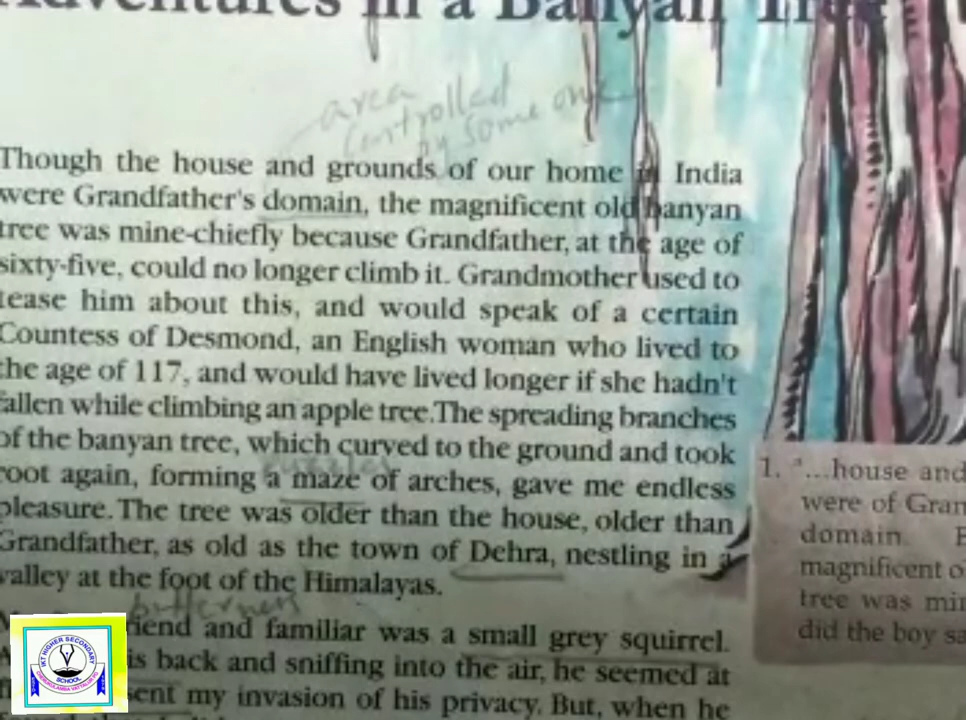 Adventures in a Banyan Tree
area
controlled
by some one
Though the house and grounds of our home in India
were Grandfather's domain, the magnificent old banyan
tree was mine-chiefly because Grandfather, at the age of
sixty-five, could no longer climb it. Grandmother used to
tease him about this, and would speak of a certain
Countess of Desmond, an English woman who lived to
the age of 117, and would have lived longer if she hadn't
fallen while climbing an apple tree.The spreading branches
of the banyan tree, which curved to the ground and took
root again, forming a maze of arches, gave me endless
pleasure. The tree was older than the house, older than
Grandfather, as old as the town of Dehra, nestling in a
valley at the foot of the Himalayas.
riend and familiar was a small grey squirrel.
is back and sniffing into the air, he seemed at
sent my invasion of his privacy. But, when he
1. "...house and
were of Gran
domain.
magnificent o
tree was min
did the boy sa
HIGHER SECONDARY
SCHOOL